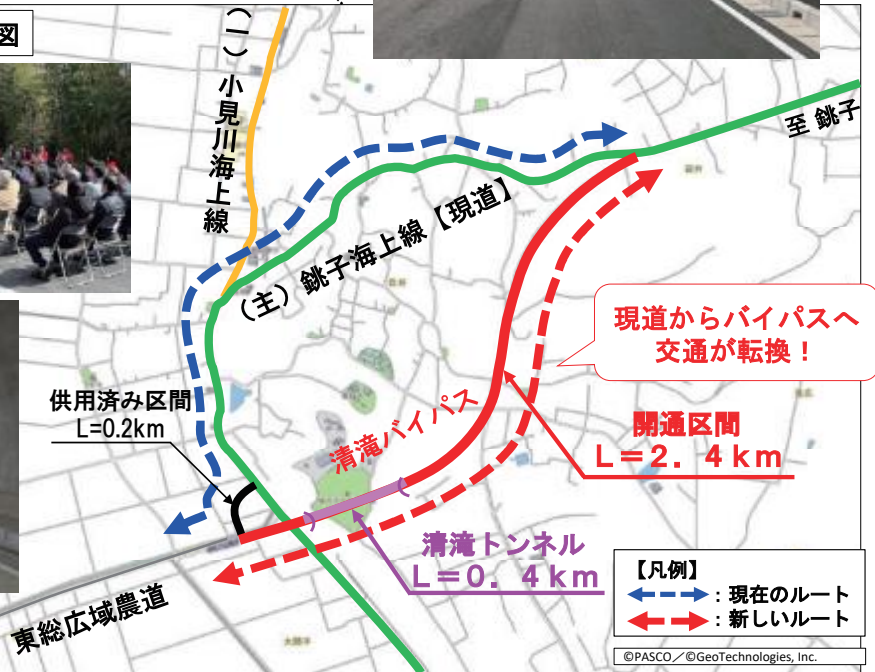 図
(一)小見川海上線
至 銚子
(主)銚子海上線【現道】
現道からバイパスへ
交通が転換！
供用済み区間
L=0.2km
清滝バイパス
開通区間
L＝2．4km
清滝トンネル
L＝0．4km
東総広域農道
【凡例】
：現在のルート
：新しいルート
©PASCO／©GeoTechnologies, Inc.